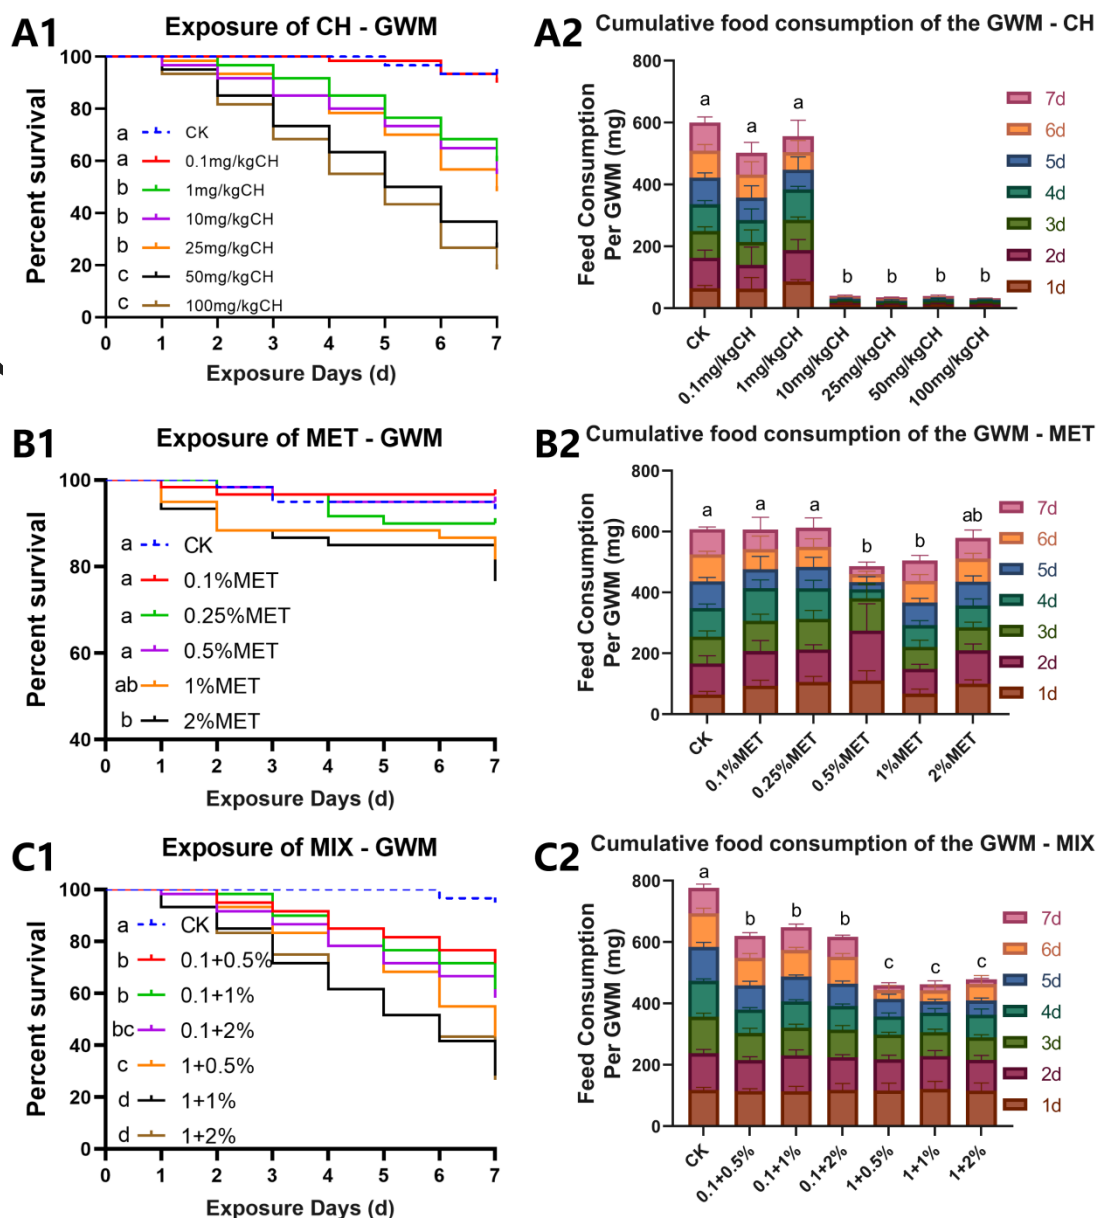 A1
Exposure of CH - GWM
Percent survival
100
80
60
40
20
0
a CK
a 0.1mg/kgCH
b 1mg/kgCH
b 10mg/kgCH
b 25mg/kgCH
c 50mg/kgCH
c 100mg/kgCH
0 1 2 3 4 5 6 7
Exposure Days (d)
A2
Cumulative food consumption of the GWM - CH
Feed Consumption
Per GWM (mg)
800
600
400
200
0
a a a b b b b
7d
6d
5d
4d
3d
2d
1d
CK 0.1mg/kgCH 1mg/kgCH 10mg/kgCH 25mg/kgCH 50mg/kgCH 100mg/kgCH
B1
Exposure of MET - GWM
Percent survival
100
80
60
40
a CK
a 0.1%MET
a 0.25%MET
a 0.5%MET
ab 1%MET
b 2%MET
0 1 2 3 4 5 6 7
Exposure Days (d)
B2
Cumulative food consumption of the GWM - MET
Feed Consumption
Per GWM (mg)
800
600
400
200
0
a a a b b ab
7d
6d
5d
4d
3d
2d
1d
CK 0.1%MET 0.25%MET 0.5%MET 1%MET 2%MET
C1
Exposure of MIX - GWM
Percent survival
100
80
60
40
20
0
a CK
b 0.1+0.5%
b 0.1+1%
bc 0.1+2%
c 1+0.5%
d 1+1%
d 1+2%
0 1 2 3 4 5 6 7
Exposure Days (d)
C2
Cumulative food consumption of the GWM - MIX
Feed Consumption
Per GWM (mg)
800
600
400
200
0
a b b b c c c
7d
6d
5d
4d
3d
2d
1d
CK 0.1+0.5% 0.1+1% 0.1+2% 1+0.5% 1+1% 1+2%